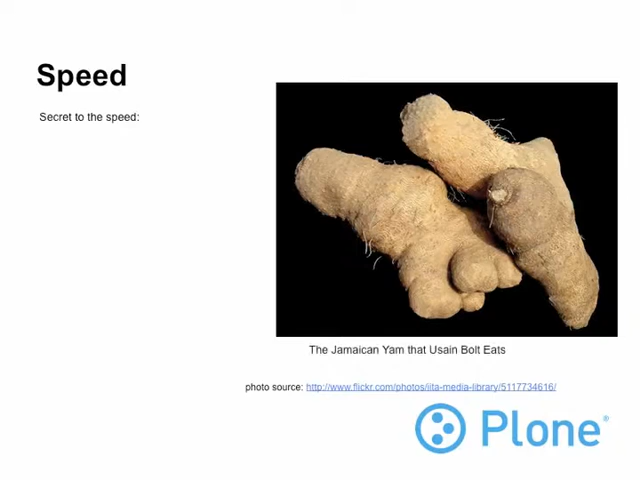 Speed
Secret to the speed:
The Jamaican Yam that Usain Bolt Eats
photo source: http://www.flickr.com/photos/iita-media-library/5117734616/
Plone®